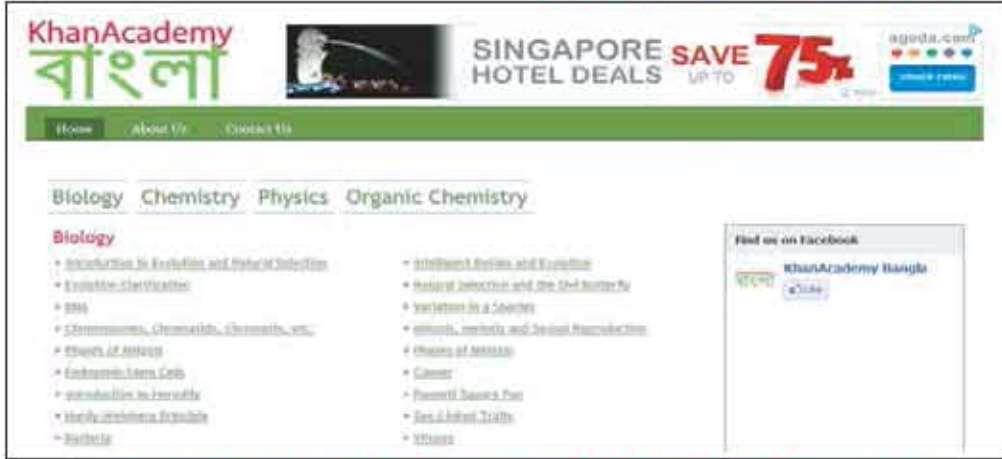 KhanAcademy
বাংলা
SINGAPORE
HOTEL DEALS
SAVE
UP TO
75%
agoda.com
Home About Us Contact Us
Biology Chemistry Physics Organic Chemistry
Biology
Introduction to Evolution and Natural Selection
Intelligent Design and Evolution
Evolution Clarification
Natural Selection and the Owl Butterfly
DNA
Variation in a Species
Chromosomes, Chromatids, Chromatin, etc.
Mitosis, Meiosis and Sexual Reproduction
Phases of Mitosis
Phases of Meiosis
Embryonic Stem Cells
Cancer
Introduction to Heredity
Punnett Square Fun
Hardy-Weinberg Principle
Sex-Linked Traits
Bacteria
Viruses
Find us on Facebook
বাংলা
KhanAcademy Bangla
Like